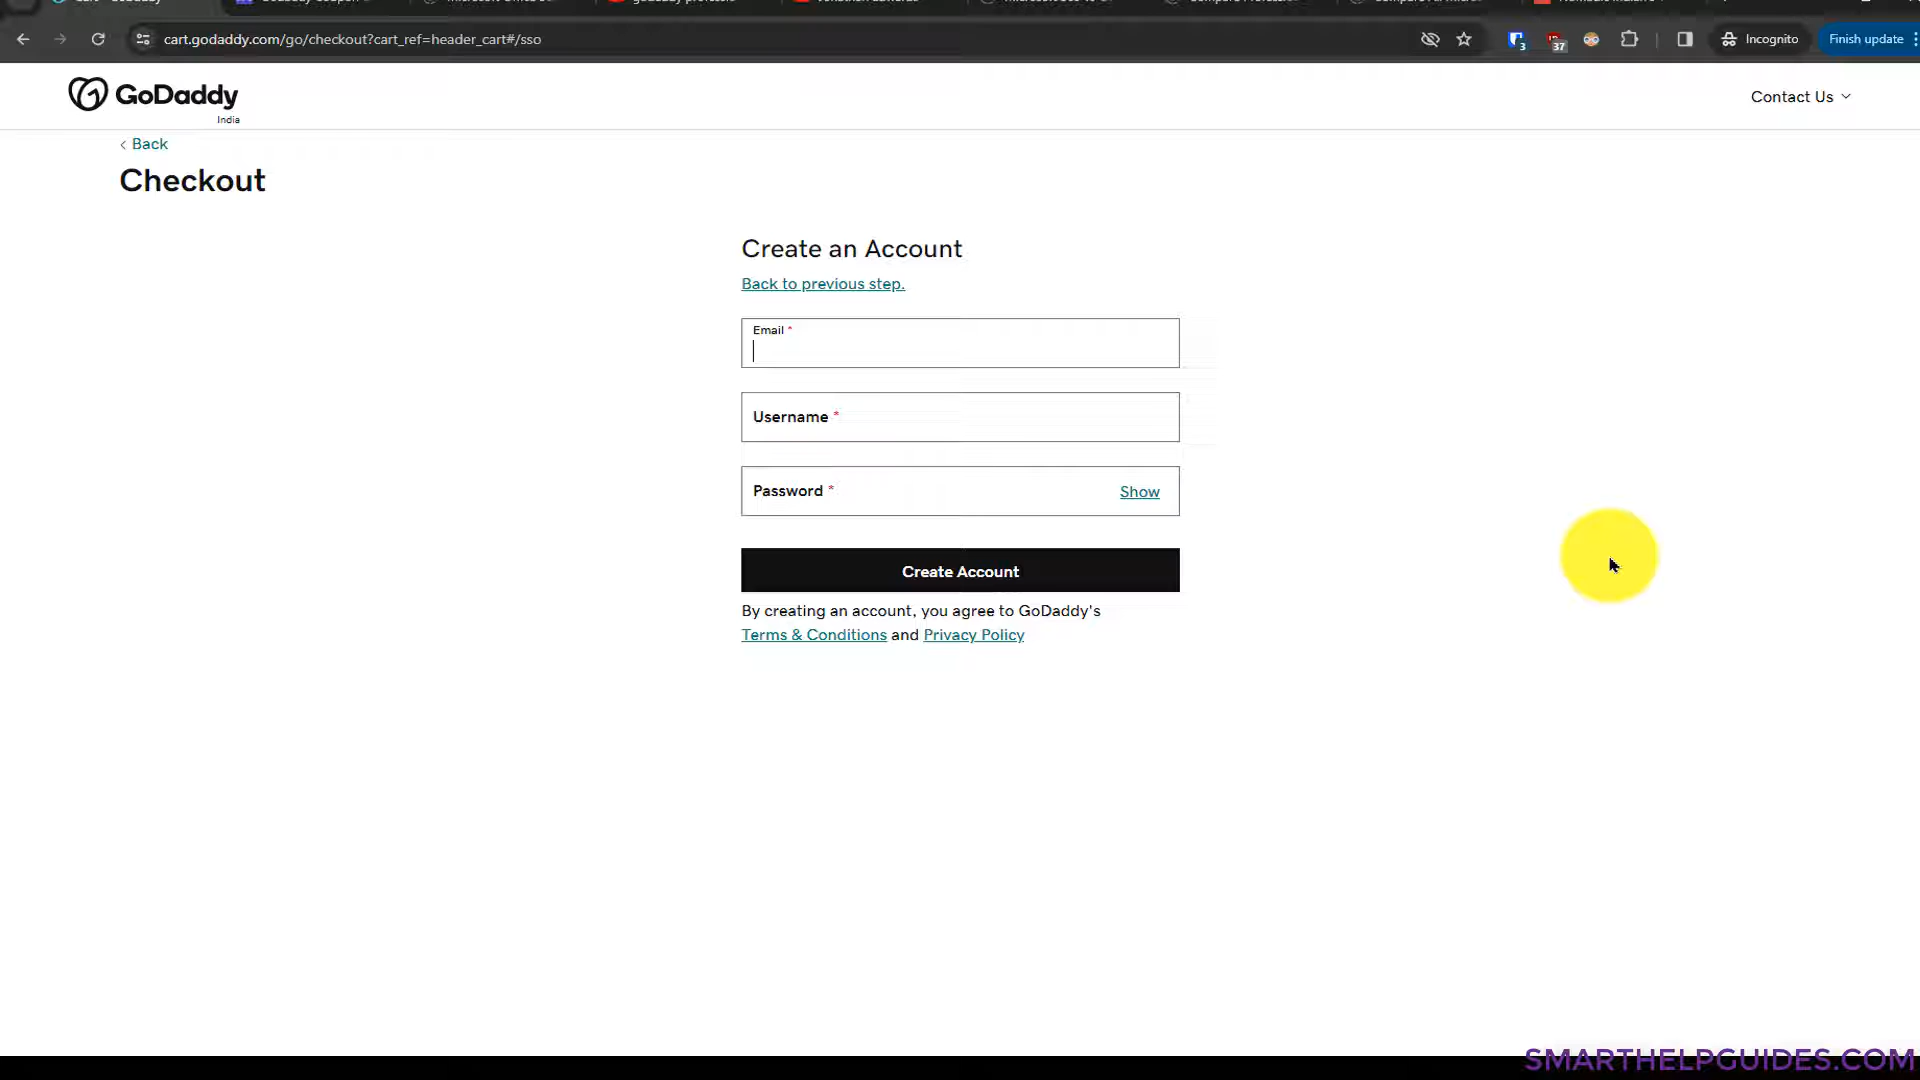 cart.godaddy.com/go/checkout?cart_ref=header_cart#/sso
3
37
Incognito
Finish update
GoDaddy
India
Contact Us
Back
Checkout
Create an Account
Back to previous step.
Email *
Username *
Password *
Show
Create Account
By creating an account, you agree to GoDaddy's
Terms & Conditions and Privacy Policy
SMARTHELPGUIDES.COM